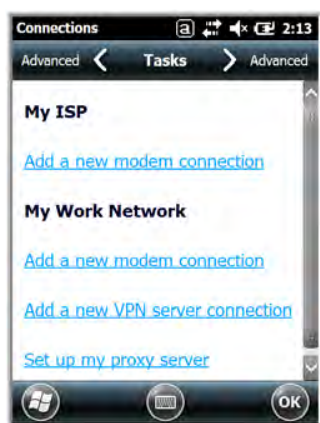 Connections a 2:13
Advanced Tasks Advanced
My ISP
Add a new modem connection
My Work Network
Add a new modem connection
Add a new VPN server connection
Set up my proxy server
OK